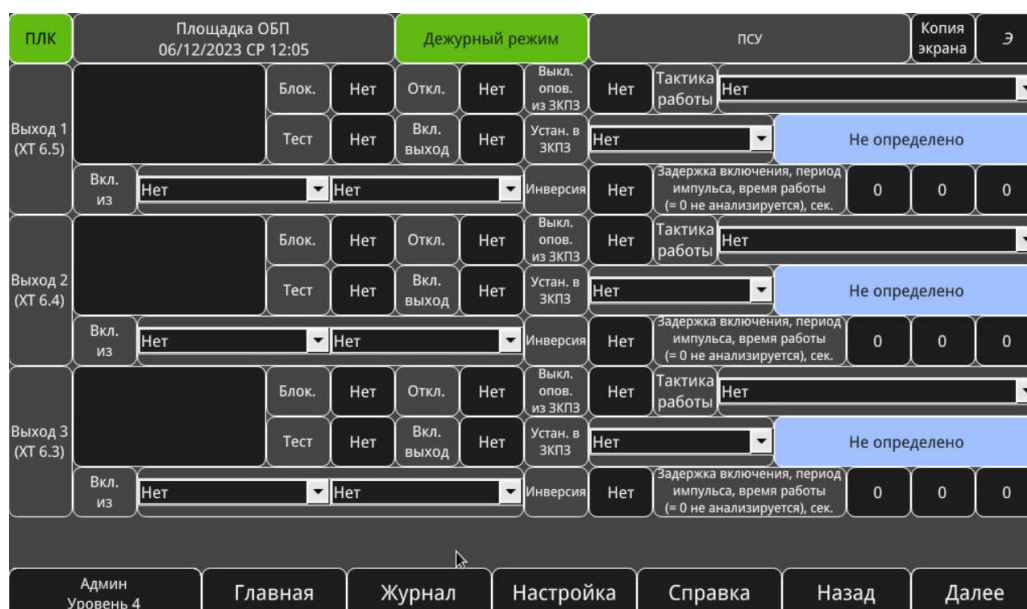 ПЛК
Площадка ОБП
06/12/2023 СР 12:05
Дежурный режим
ПСУ
Копия
экрана
Э
Выход 1
(XT 6.5)
Блок.
Нет
Откл.
Нет
Выкл.
опов.
из ЗКПЗ
Нет
Тактика
работы
Нет
Тест
Нет
Вкл.
выход
Нет
Устан. в
ЗКПЗ
Нет
Не определено
Вкл.
из
Нет
Нет
Инверсия
Нет
Задержка включения, период
импульса, время работы
(= 0 не анализируется), сек.
0
0
0
Выход 2
(XT 6.4)
Блок.
Нет
Откл.
Нет
Выкл.
опов.
из ЗКПЗ
Нет
Тактика
работы
Нет
Тест
Нет
Вкл.
выход
Нет
Устан. в
ЗКПЗ
Нет
Не определено
Вкл.
из
Нет
Нет
Инверсия
Нет
Задержка включения, период
импульса, время работы
(= 0 не анализируется), сек.
0
0
0
Выход 3
(XT 6.3)
Блок.
Нет
Откл.
Нет
Выкл.
опов.
из ЗКПЗ
Нет
Тактика
работы
Нет
Тест
Нет
Вкл.
выход
Нет
Устан. в
ЗКПЗ
Нет
Не определено
Вкл.
из
Нет
Нет
Инверсия
Нет
Задержка включения, период
импульса, время работы
(= 0 не анализируется), сек.
0
0
0
Админ
Уровень 4
Главная
Журнал
Настройка
Справка
Назад
Далее